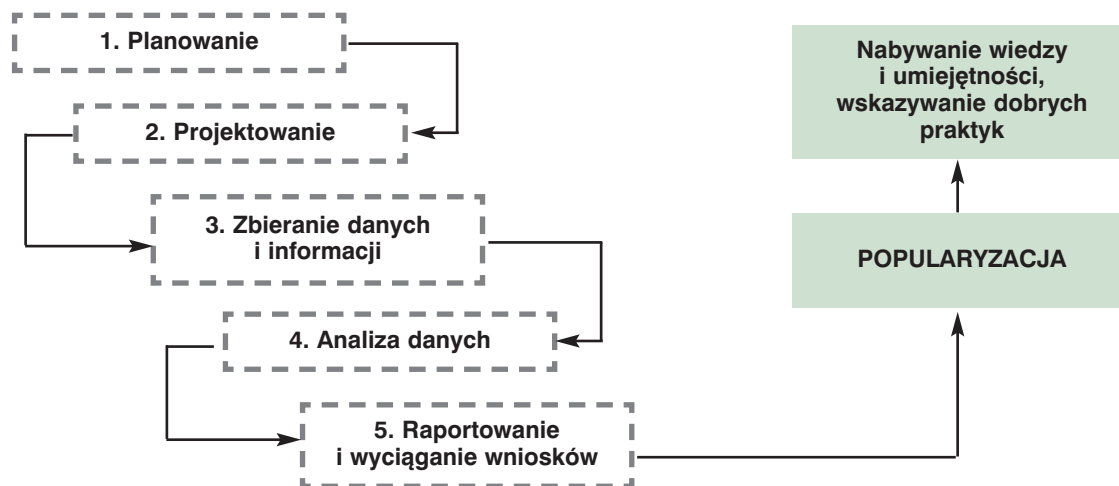 1. Planowanie
2. Projektowanie
3. Zbieranie danych
i informacji
4. Analiza danych
5. Raportowanie
i wyciąganie wniosków
Nabywanie wiedzy
i umiejętności,
wskazywanie dobrych
praktyk
POPULARYZACJA